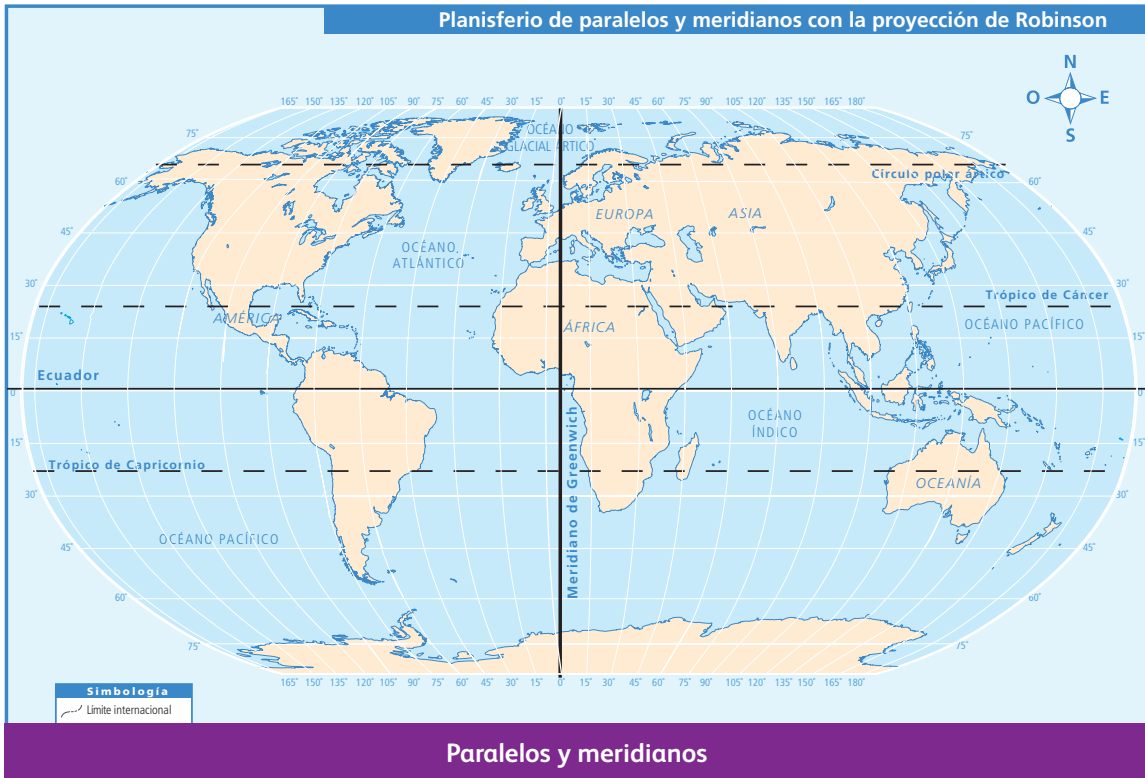 Planisferio de paralelos y meridianos con la proyección de Robinson
N
O E
S
165° 150° 135° 120° 105° 90° 75° 60° 45° 30° 15° 0° 15° 30° 45° 60° 75° 90° 105° 120° 135° 165° 180°
75° 75°
OCÉANO
GLACIAL ÁRTICO
Círculo polar ártico
60° 60°
EUROPA ASIA
45° 45°
OCÉANO
ATLÁNTICO
30° 30°
Trópico de Cáncer
AMÉRICA ÁFRICA OCÉANO PACÍFICO
15° 15°
Ecuador
0° 0°
OCÉANO
ÍNDICO
Meridiano de Greenwich
15° 15°
Trópico de Capricornio
OCEANÍA
30° 30°
OCÉANO PACÍFICO
45° 45°
60° 60°
75° 75°
165° 150° 135° 120° 105° 90° 75° 60° 45° 30° 15° 0° 15° 30° 45° 60° 75° 90° 105° 120° 135° 165° 180°
Simbología
Límite internacional
Paralelos y meridianos